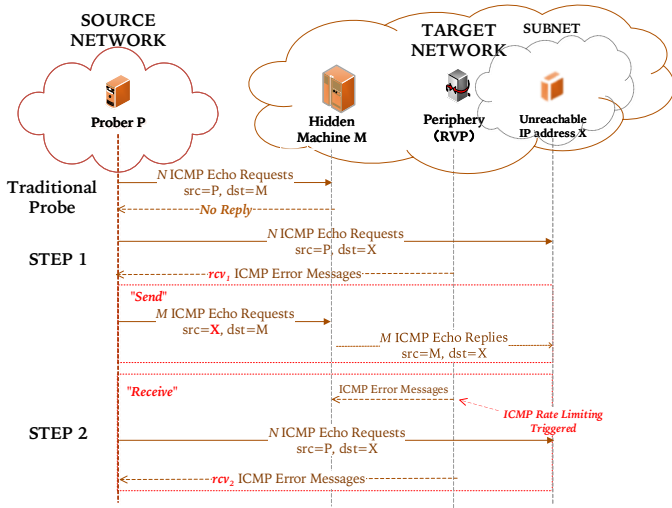 SOURCE
NETWORK
TARGET
NETWORK
SUBNET
Prober P
Hidden
Machine M
Periphery
(RVP)
Unreachable
IP address X
Traditional
Probe
N ICMP Echo Requests
src=P, dst=M
No Reply
STEP 1
N ICMP Echo Requests
src=P, dst=X
rcv₁ ICMP Error Messages
"Send"
M ICMP Echo Requests
src=X, dst=M
M ICMP Echo Replies
src=M, dst=X
"Receive"
ICMP Error Messages
ICMP Rate Limiting
Triggered
STEP 2
N ICMP Echo Requests
src=P, dst=X
rcv₂ ICMP Error Messages